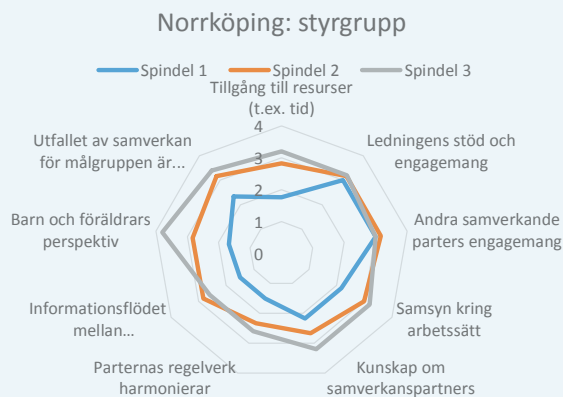 Norrköping: styrgrupp
Spindel 1
Spindel 2
Spindel 3
Tillgång till resurser
(t.ex. tid)
Ledningens stöd och
engagemang
Andra samverkande
parters engagemang
Samsyn kring
arbetssätt
Kunskap om
samverkanspartners
Parternas regelverk
harmonierar
Informationsflödet
mellan...
Barn och föräldrars
perspektiv
Utfallet av samverkan
för målgruppen är...
4
3
2
1
0